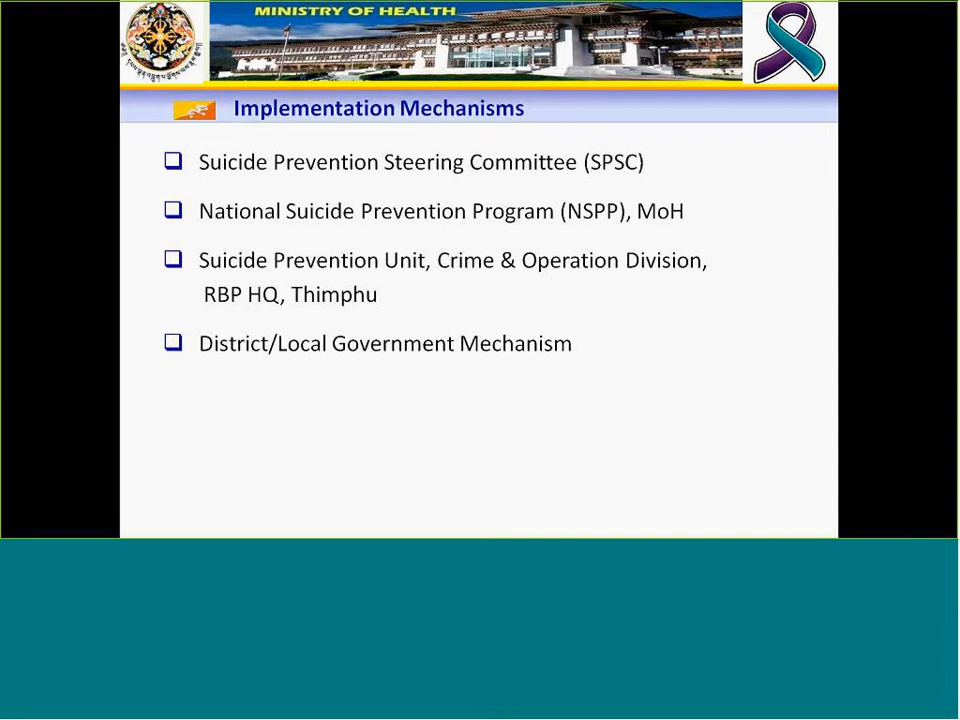 MINISTRY OF HEALTH
Implementation Mechanisms
Suicide Prevention Steering Committee (SPSC)
National Suicide Prevention Program (NSPP), MoH
Suicide Prevention Unit, Crime & Operation Division,
RBP HQ, Thimphu
District/Local Government Mechanism